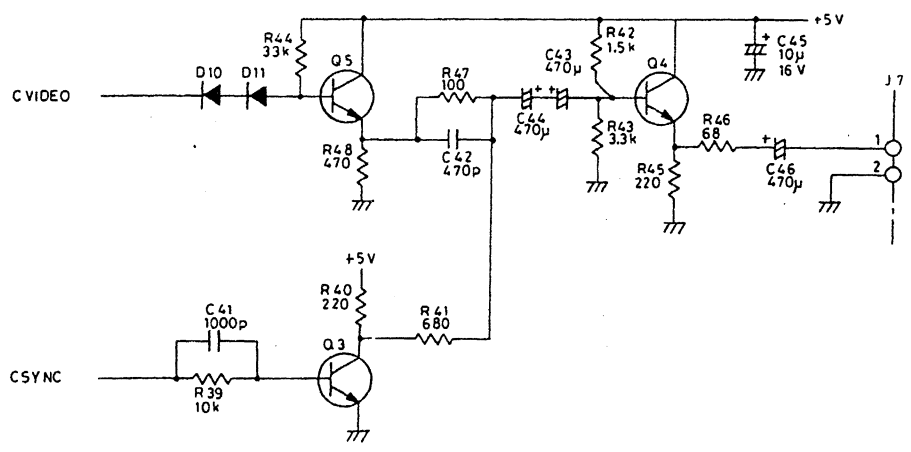 +5V
R44
33k
R42
1.5k
C45
10µ
16V
Q5
C43
470µ
Q4
D10 D11
R47
100
J7
CVIDEO
C44
470µ
R43
3.3k
R46
68
1
R48
470
C42
470p
R45
220
C46
470µ
2
+5V
R40
220
C41
1000p
R41
680
Q3
CSYNC
R39
10k